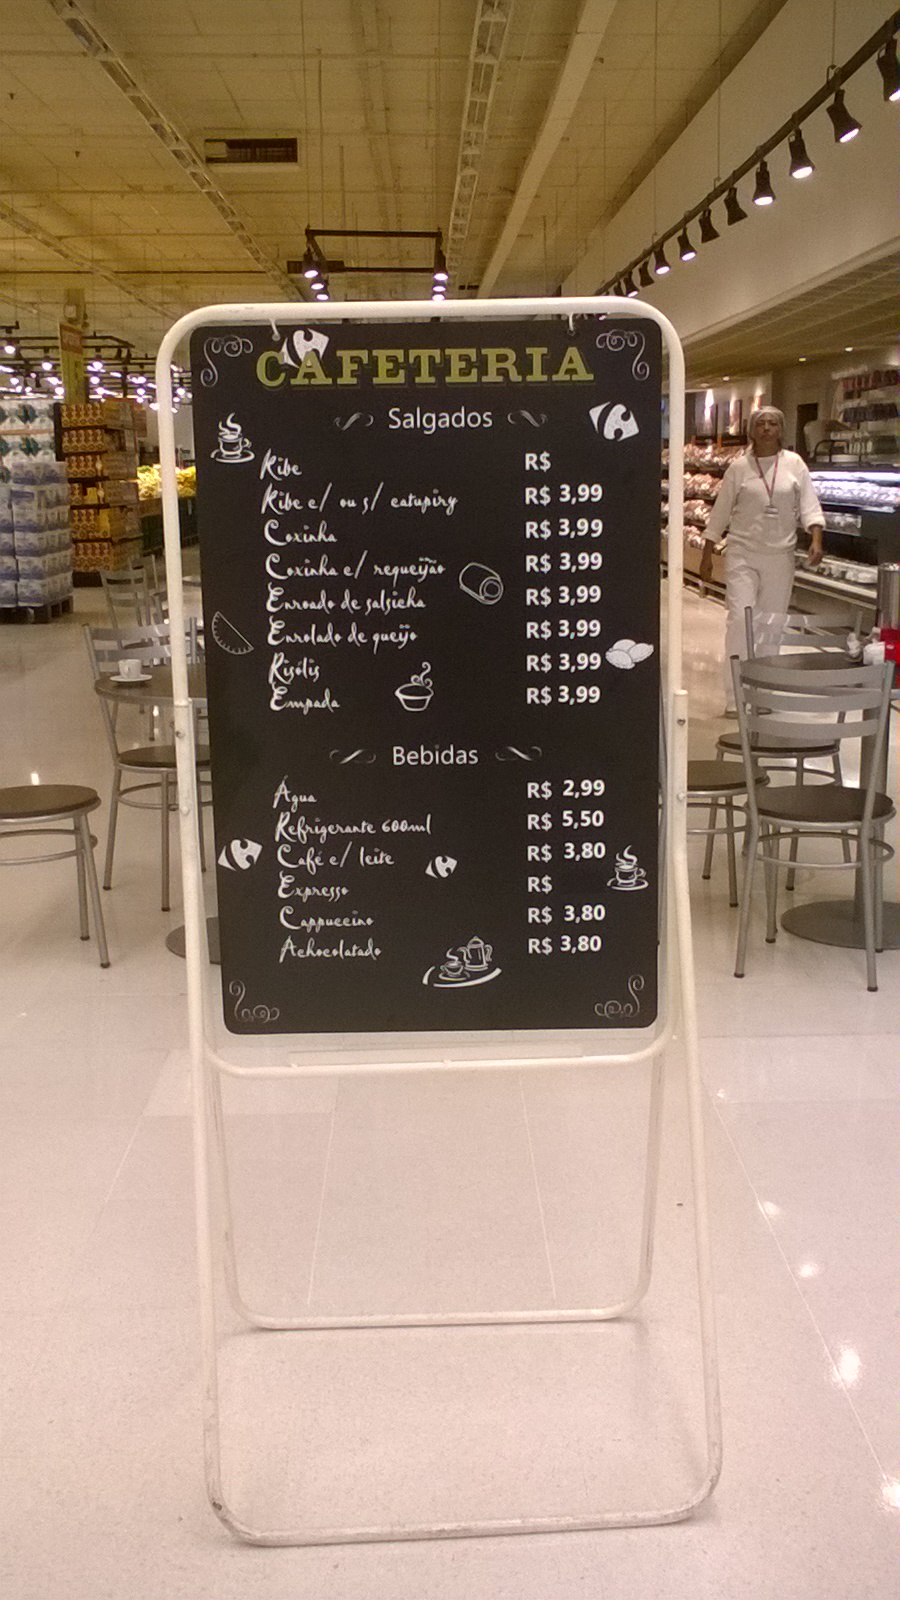 CAFETERIA
Salgados
Kibe R$
Kibe c/ ou s/ catupiry R$ 3,99
Coxinha R$ 3,99
Coxinha c/ requeijão R$ 3,99
Enroado de salsicha R$ 3,99
Enrolado de queijo R$ 3,99
Risólis R$ 3,99
Empada R$ 3,99
Bebidas
Água R$ 2,99
Refrigerante 600ml R$ 5,50
Café c/ leite R$ 3,80
Expresso R$
Cappuccino R$ 3,80
Achocolatado R$ 3,80